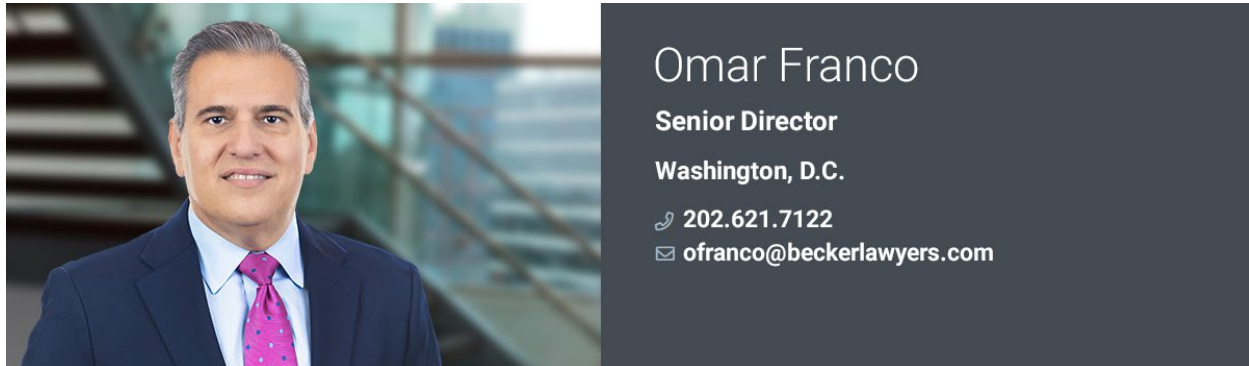 Omar Franco
Senior Director
Washington, D.C.
202.621.7122
ofranco@beckerlawyers.com